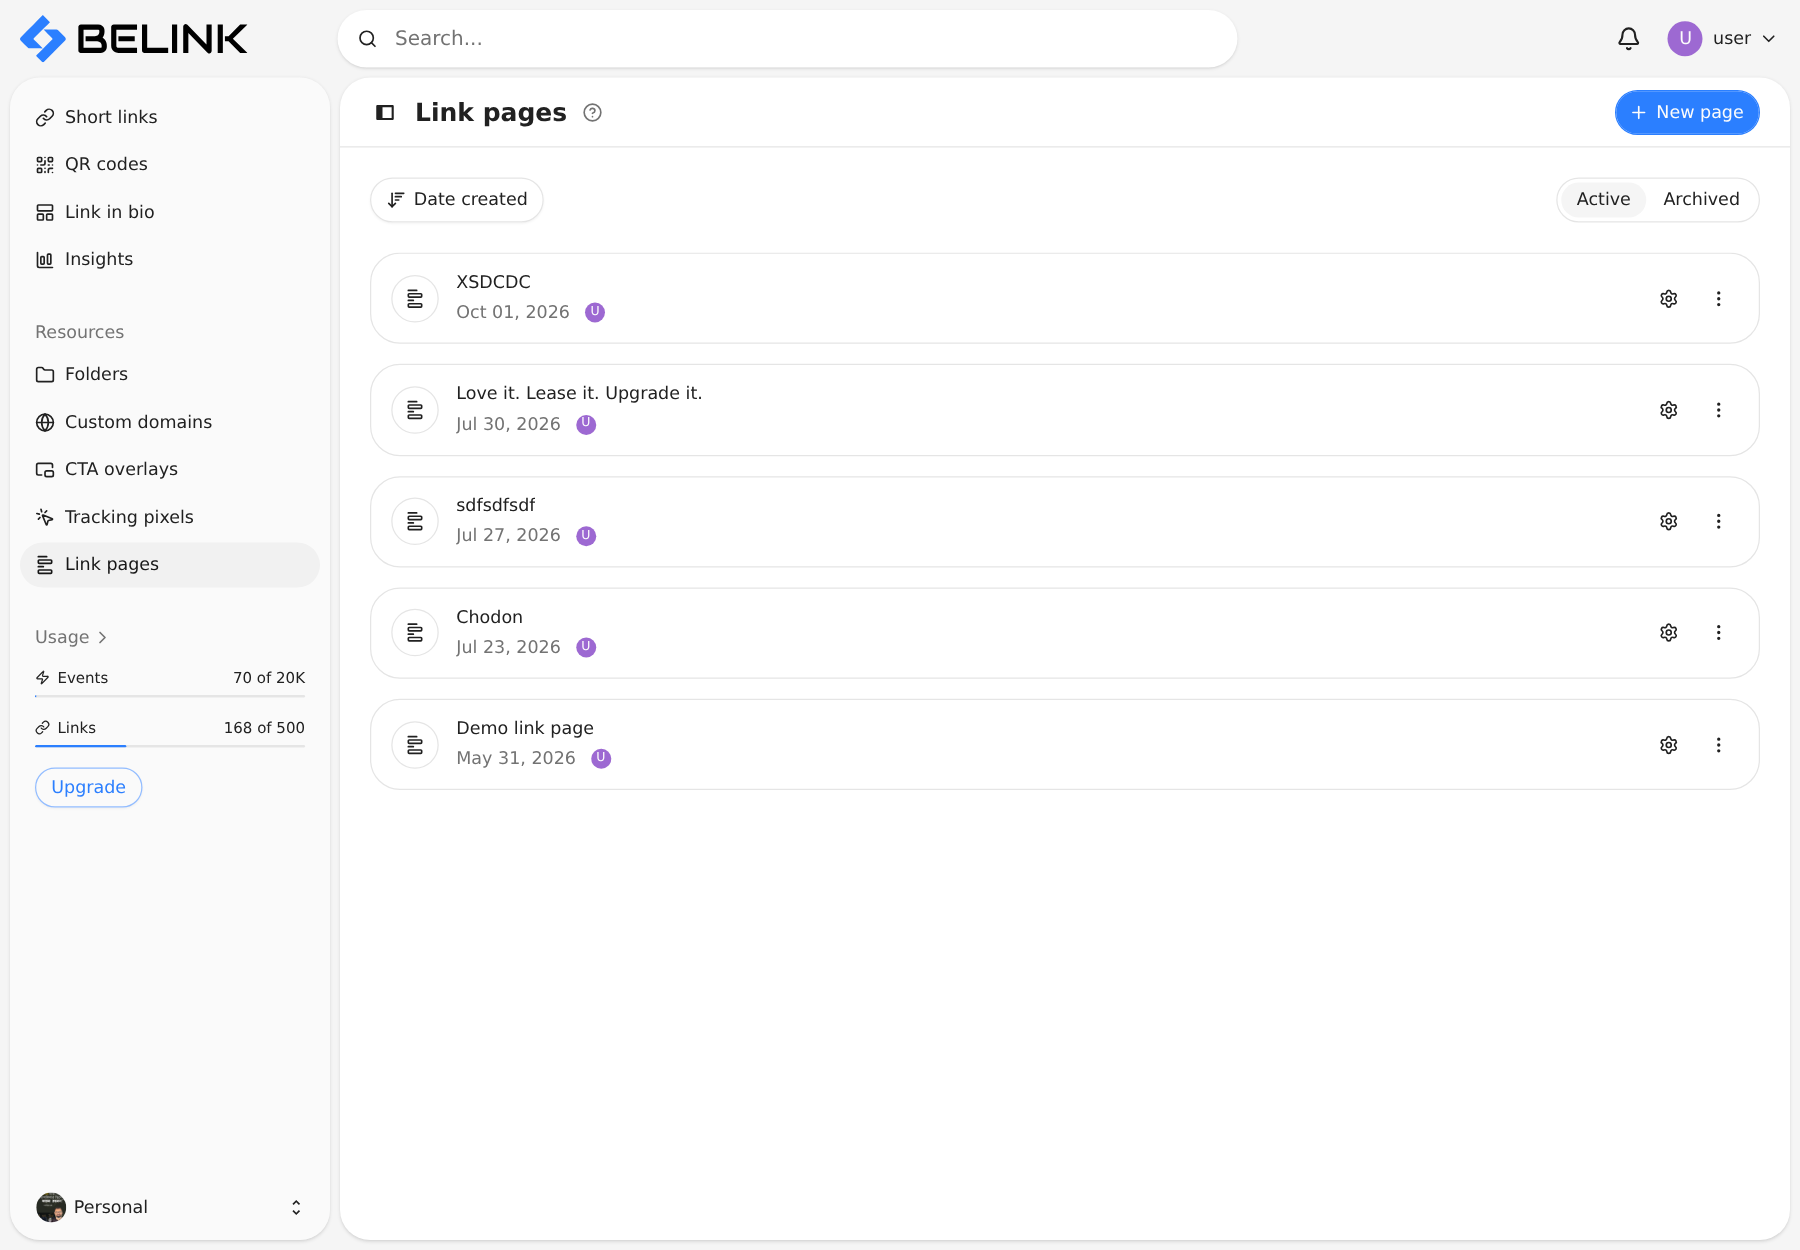 BELINK
Search...
U user
Short links
QR codes
Link in bio
Insights
Resources
Folders
Custom domains
CTA overlays
Tracking pixels
Link pages
Usage
Events 70 of 20K
Links 168 of 500
Upgrade
Personal
Link pages
New page
Date created
Active Archived
XSDCDC
Oct 01, 2026 U
Love it. Lease it. Upgrade it.
Jul 30, 2026 U
sdfsdfsdf
Jul 27, 2026 U
Chodon
Jul 23, 2026 U
Demo link page
May 31, 2026 U